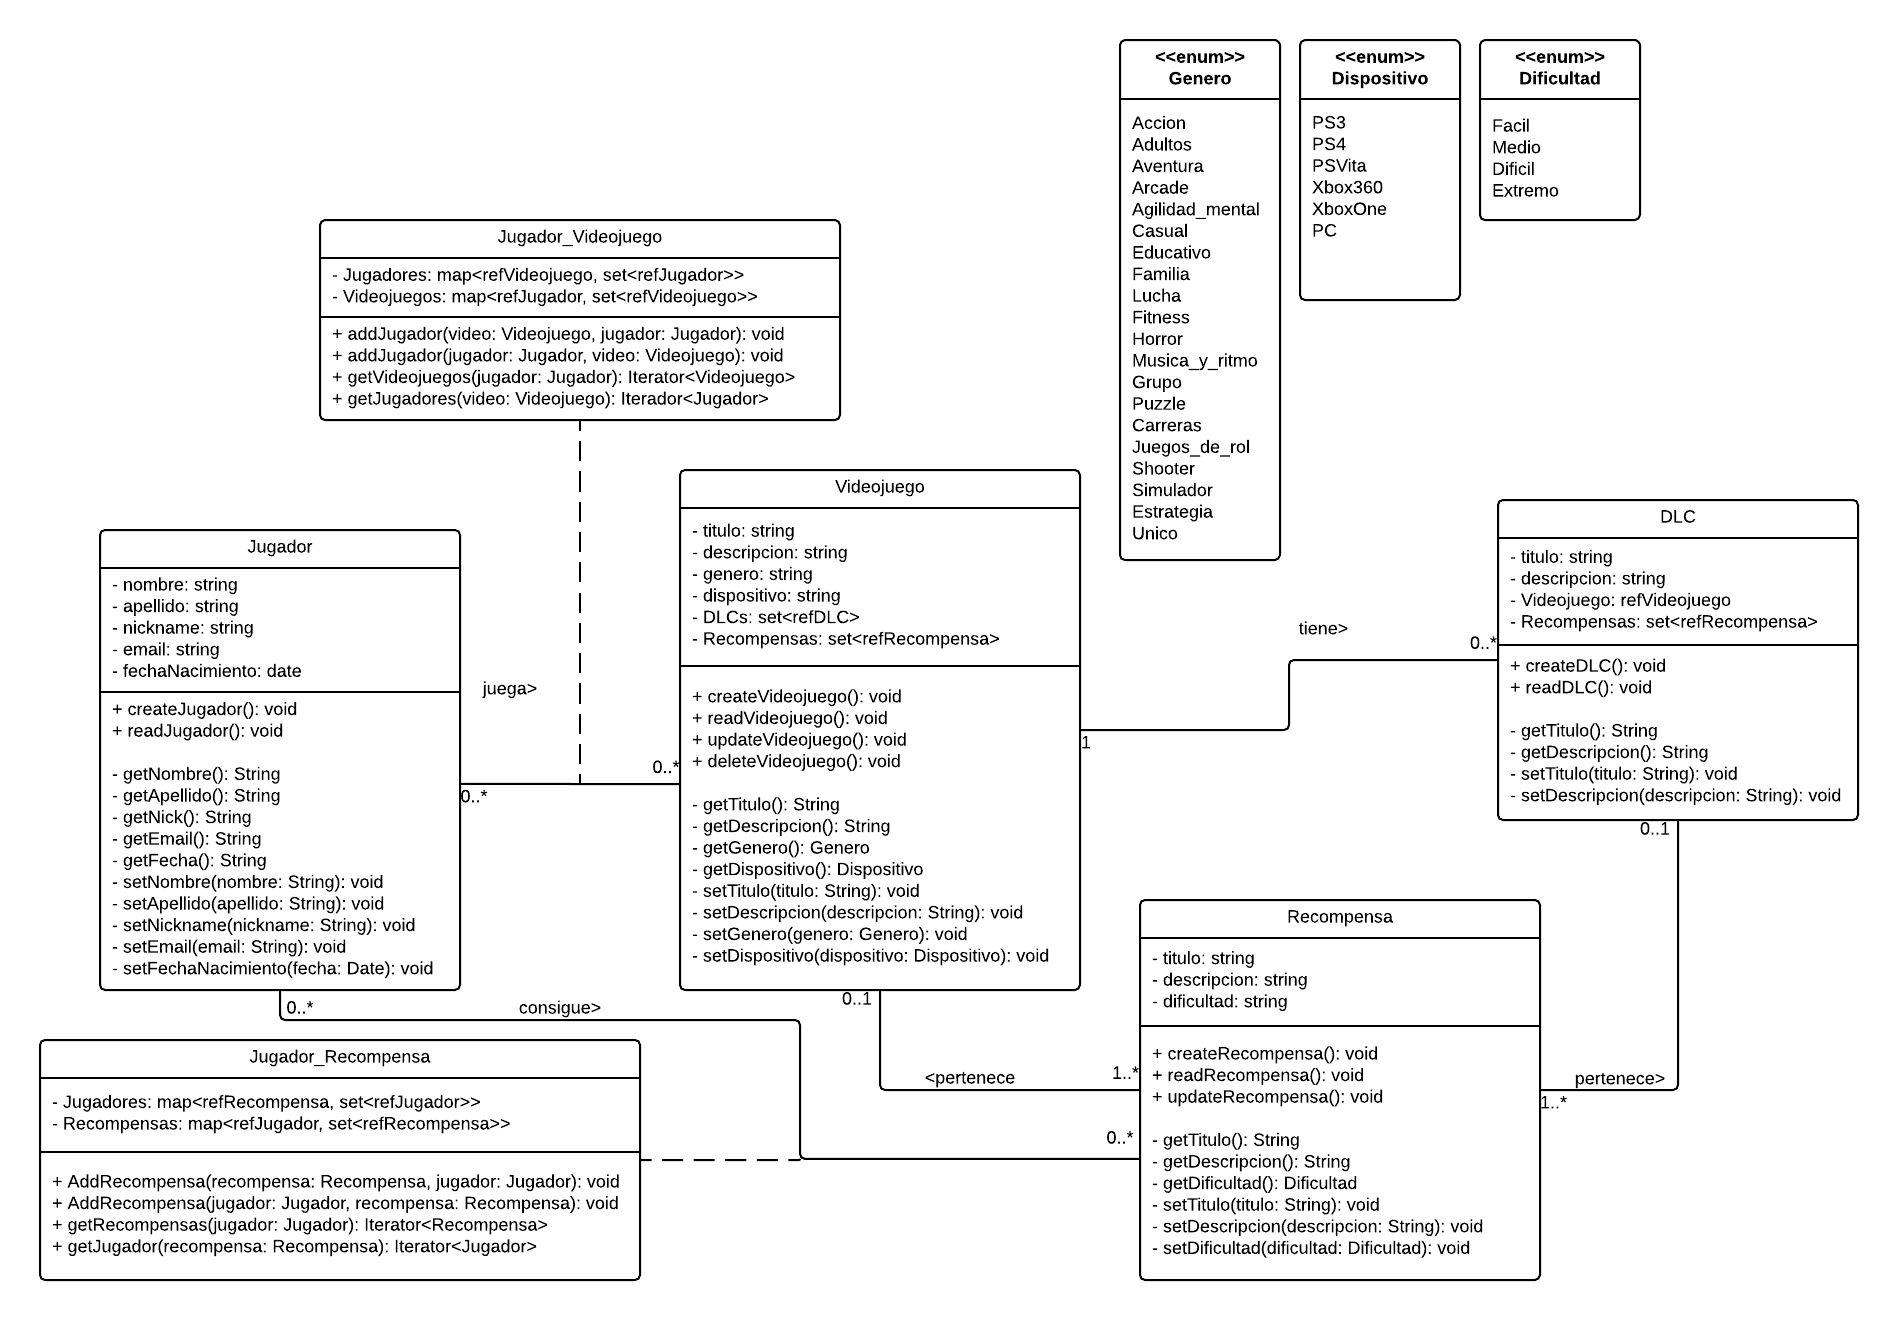 <<enum>>
Genero
Accion
Adultos
Aventura
Arcade
Agilidad_mental
Casual
Educativo
Familia
Lucha
Fitness
Horror
Musica_y_ritmo
Grupo
Puzzle
Carreras
Juegos_de_rol
Shooter
Simulador
Estrategia
Unico
<<enum>>
Dispositivo
PS3
PS4
PSVita
Xbox360
XboxOne
PC
<<enum>>
Dificultad
Facil
Medio
Dificil
Extremo
Jugador_Videojuego
- Jugadores: map<refVideojuego, set<refJugador>>
- Videojuegos: map<refJugador, set<refVideojuego>>
+ addJugador(video: Videojuego, jugador: Jugador): void
+ addJugador(jugador: Jugador, video: Videojuego): void
+ getVideojuegos(jugador: Jugador): Iterator<Videojuego>
+ getJugadores(video: Videojuego): Iterador<Jugador>
Jugador
- nombre: string
- apellido: string
- nickname: string
- email: string
- fechaNacimiento: date
+ createJugador(): void
+ readJugador(): void
- getNombre(): String
- getApellido(): String
- getNick(): String
- getEmail(): String
- getFecha(): String
- setNombre(nombre: String): void
- setApellido(apellido: String): void
- setNickname(nickname: String): void
- setEmail(email: String): void
- setFechaNacimiento(fecha: Date): void
juega>
0..*
0..*
Videojuego
- titulo: string
- descripcion: string
- genero: string
- dispositivo: string
- DLCs: set<refDLC>
- Recompensas: set<refRecompensa>
+ createVideojuego(): void
+ readVideojuego(): void
+ updateVideojuego(): void
+ deleteVideojuego(): void
- getTitulo(): String
- getDescripcion(): String
- getGenero(): Genero
- getDispositivo(): Dispositivo
- setTitulo(titulo: String): void
- setDescripcion(descripcion: String): void
- setGenero(genero: Genero): void
- setDispositivo(dispositivo: Dispositivo): void
tiene>
0..*
1
DLC
- titulo: string
- descripcion: string
- Videojuego: refVideojuego
- Recompensas: set<refRecompensa>
+ createDLC(): void
+ readDLC(): void
- getTitulo(): String
- getDescripcion(): String
- setTitulo(titulo: String): void
- setDescripcion(descripcion: String): void
0..1
0..*
consigue>
0..1
<pertenece
1..*
0..*
pertenece>
1..*
Recompensa
- titulo: string
- descripcion: string
- dificultad: string
+ createRecompensa(): void
+ readRecompensa(): void
+ updateRecompensa(): void
- getTitulo(): String
- getDescripcion(): String
- getDificultad(): Dificultad
- setTitulo(titulo: String): void
- setDescripcion(descripcion: String): void
- setDificultad(dificultad: Dificultad): void
Jugador_Recompensa
- Jugadores: map<refRecompensa, set<refJugador>>
- Recompensas: map<refJugador, set<refRecompensa>>
+ AddRecompensa(recompensa: Recompensa, jugador: Jugador): void
+ AddRecompensa(jugador: Jugador, recompensa: Recompensa): void
+ getRecompensas(jugador: Jugador): Iterator<Recompensa>
+ getJugador(recompensa: Recompensa): Iterator<Jugador>